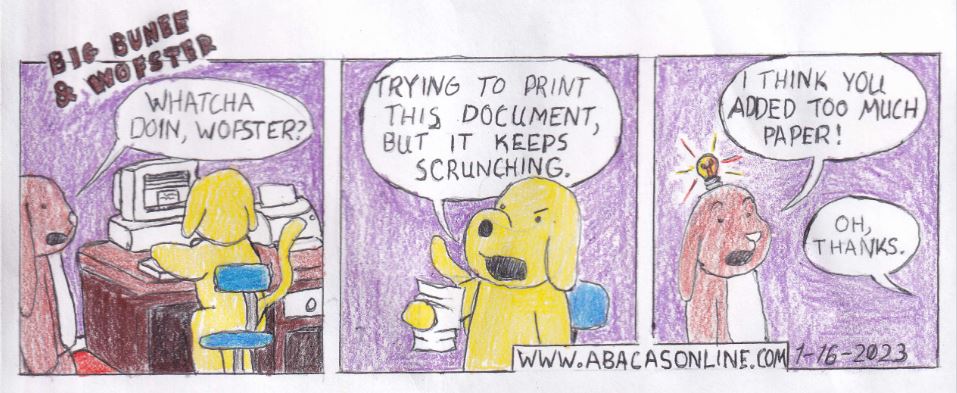 BIG BUNEE
& WOFSTER
WHATCHA
DOIN, WOFSTER?
TRYING TO PRINT
THIS DOCUMENT,
BUT IT KEEPS
SCRUNCHING.
I THINK YOU
ADDED TOO MUCH
PAPER!
OH,
THANKS.
WWW.ABACASONLINE.COM
1-16-2023